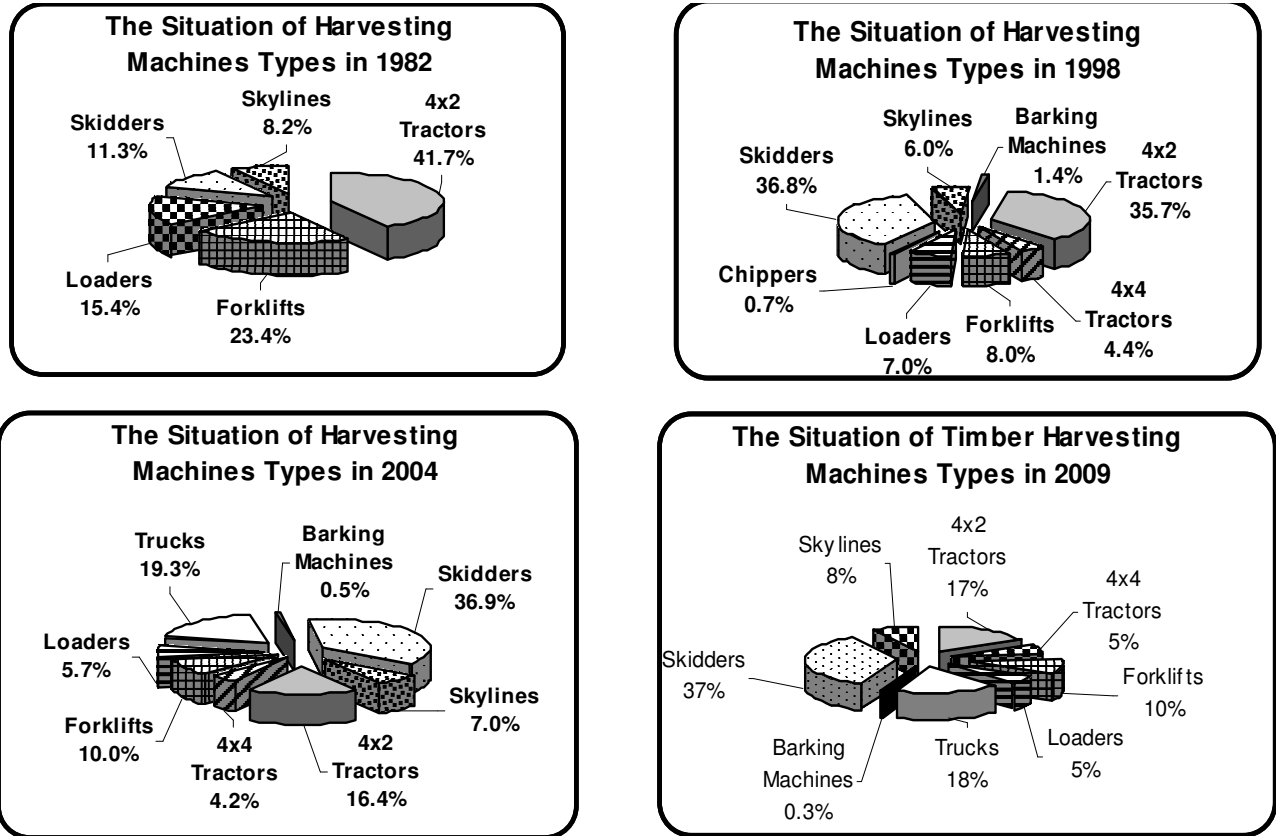 The Situation of Harvesting
Machines Types in 1982
Skylines
8.2%
4x2
Tractors
41.7%
Skidders
11.3%
Loaders
15.4%
Forklifts
23.4%
The Situation of Harvesting
Machines Types in 1998
Skylines
6.0%
Barking
Machines
1.4%
4x2
Tractors
35.7%
Skidders
36.8%
Chippers
0.7%
Loaders
7.0%
Forklifts
8.0%
4x4
Tractors
4.4%
The Situation of Harvesting
Machines Types in 2004
Trucks
19.3%
Barking
Machines
0.5%
Skidders
36.9%
Loaders
5.7%
Forklifts
10.0%
4x4
Tractors
4.2%
4x2
Tractors
16.4%
Skylines
7.0%
The Situation of Timber Harvesting
Machines Types in 2009
Skylines
8%
4x2
Tractors
17%
4x4
Tractors
5%
Skidders
37%
Forklifts
10%
Barking
Machines
0.3%
Trucks
18%
Loaders
5%